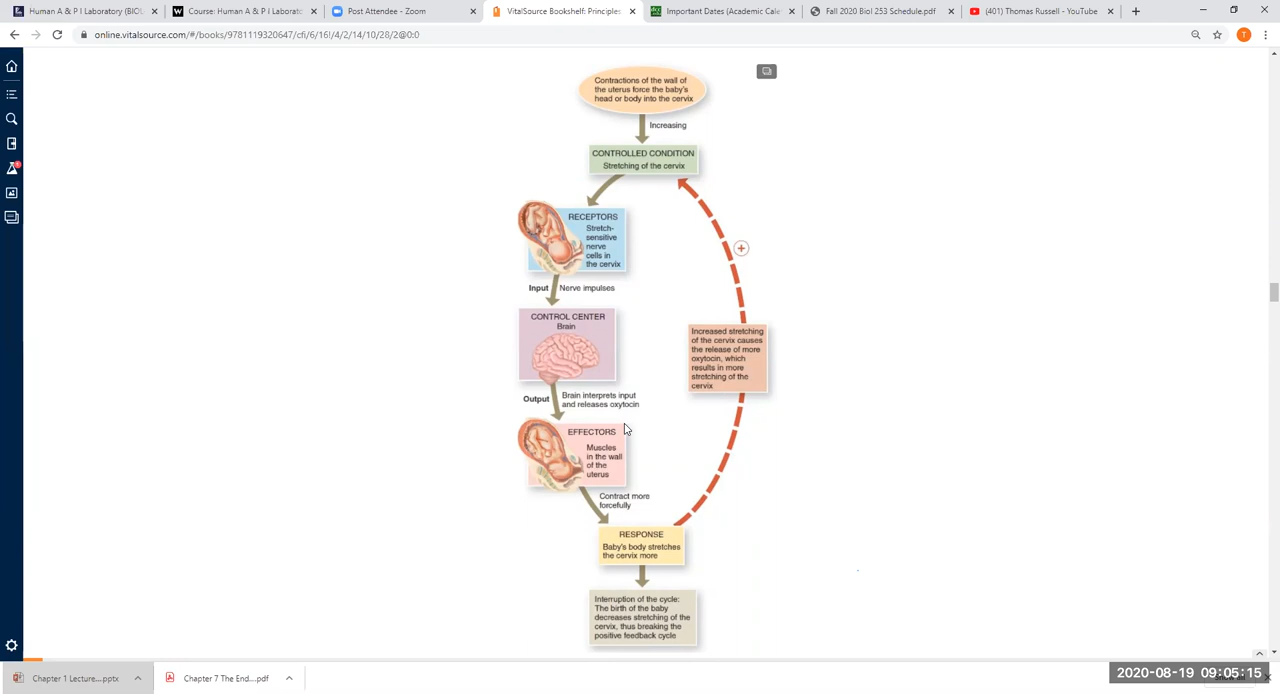 Human A & P I Laboratory (BIOL
Course: Human A & P I Laborato
Post Attendee - Zoom
VitalSource Bookshelf: Principles
Important Dates (Academic Cale
Fall 2020 Biol 253 Schedule.pdf
(401) Thomas Russell - YouTube
online.vitalsource.com/#/books/9781119320647/cfi/6/16!/4/2/14/10/28/2@0:0
T
Contractions of the wall of
the uterus force the baby's
head or body into the cervix
Increasing
CONTROLLED CONDITION
Stretching of the cervix
RECEPTORS
Stretch-
sensitive
nerve
cells in
the cervix
+
Input
Nerve impulses
CONTROL CENTER
Brain
Increased stretching
of the cervix causes
the release of more
oxytocin, which
results in more
stretching of the
cervix
Output
Brain interprets input
and releases oxytocin
EFFECTORS
Muscles
in the wall
of the
uterus
Contract more
forcefully
RESPONSE
Baby's body stretches
the cervix more
Interruption of the cycle:
The birth of the baby
decreases stretching of the
cervix, thus breaking the
positive feedback cycle
Chapter 1 Lecture....pptx
Chapter 7 The End....pdf
2020-08-19 09:05:15